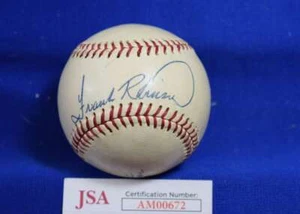 Frank Robinson
JSA
Certification Number:
AM00672